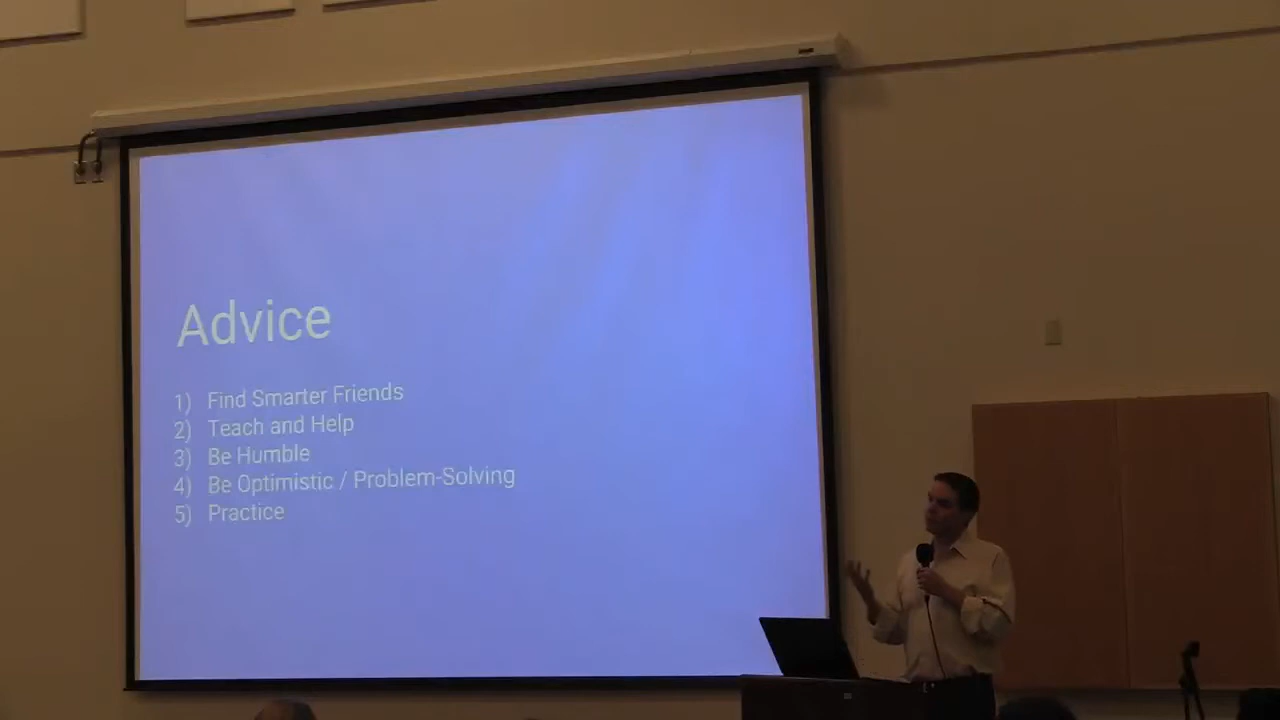 Advice
1) Find Smarter Friends
2) Teach and Help
3) Be Humble
4) Be Optimistic / Problem-Solving
5) Practice